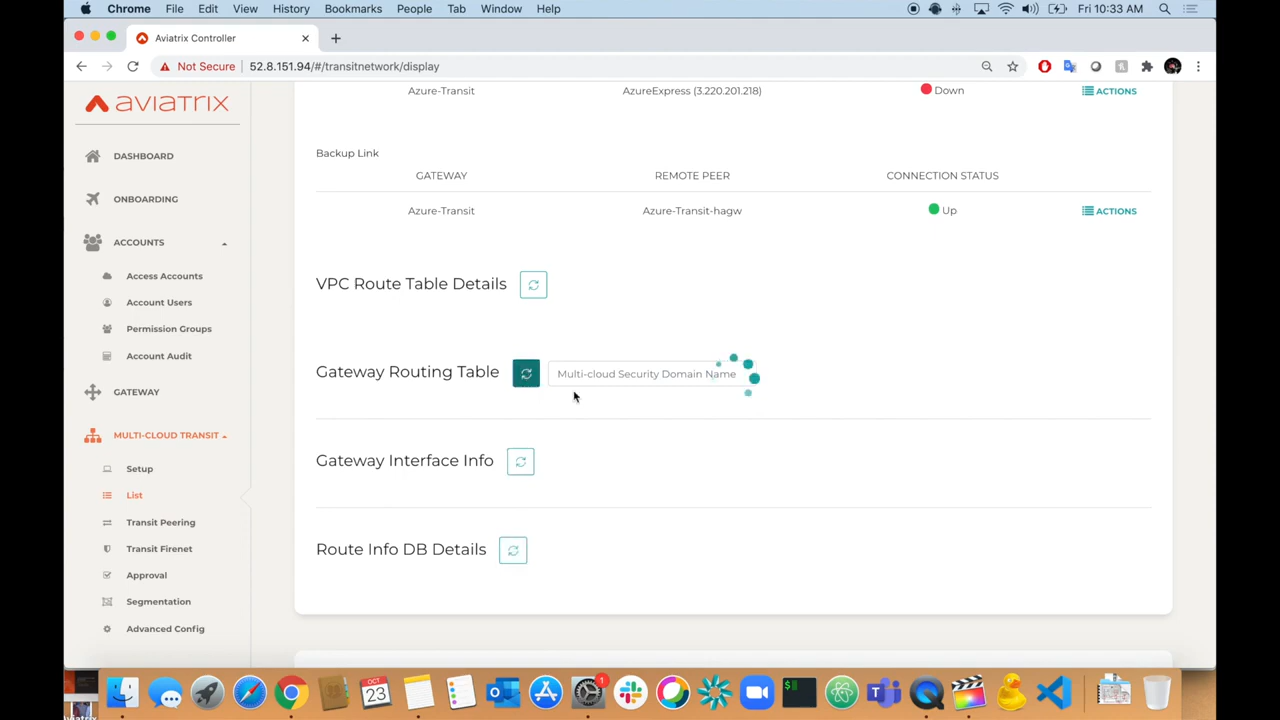 Chrome File Edit View History Bookmarks People Tab Window Help Fri 10:33 AM
Aviatrix Controller
Not Secure 52.8.151.94/#/transitnetwork/display
aviatrix
DASHBOARD
ONBOARDING
ACCOUNTS
Access Accounts
Account Users
Permission Groups
Account Audit
GATEWAY
MULTI-CLOUD TRANSIT
Setup
List
Transit Peering
Transit Firenet
Approval
Segmentation
Advanced Config
Azure-Transit AzureExpress (3.220.201.218) Down ACTIONS
Backup Link
GATEWAY REMOTE PEER CONNECTION STATUS
Azure-Transit Azure-Transit-hagw Up ACTIONS
VPC Route Table Details
Gateway Routing Table Multi-cloud Security Domain Name
Gateway Interface Info
Route Info DB Details
OCT
23
1